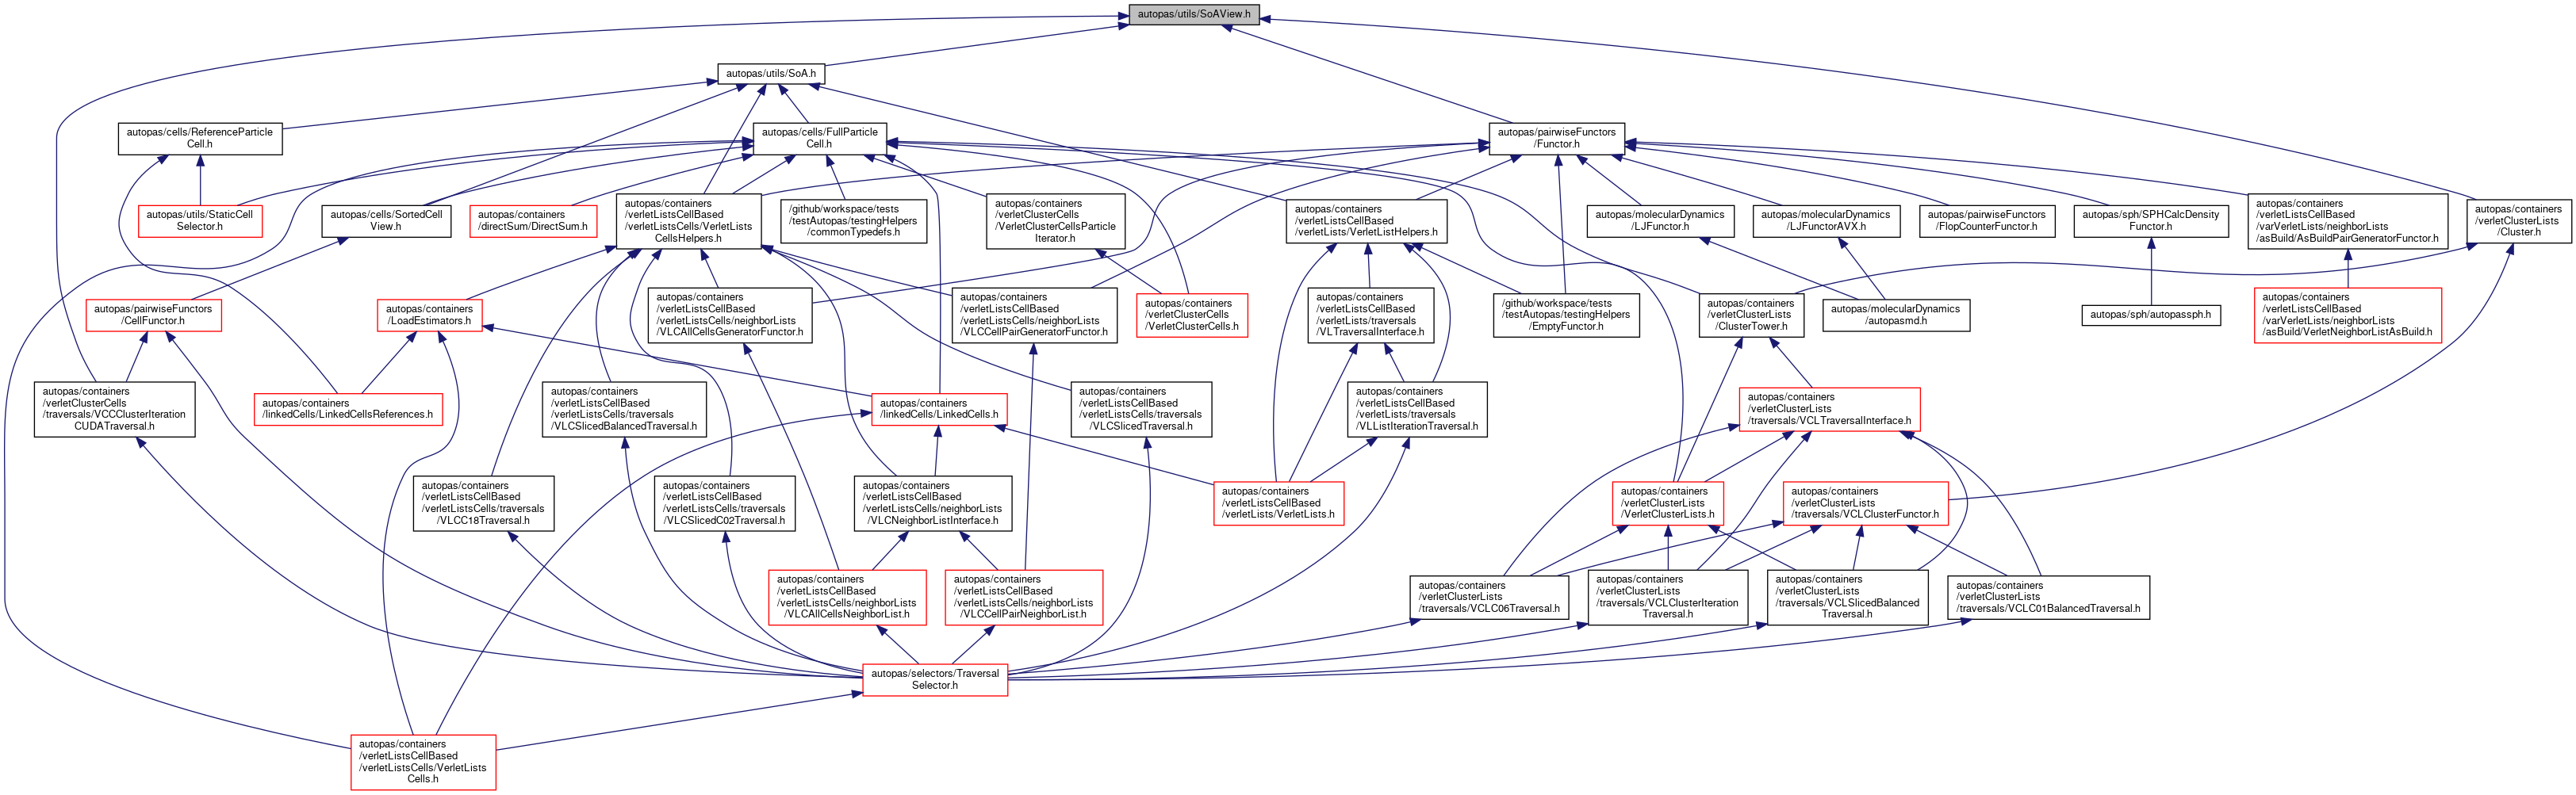 autopas/utils/SoAView.h
autopas/utils/SoA.h
autopas/cells/ReferenceParticle
Cell.h
autopas/cells/FullParticle
Cell.h
autopas/pairwiseFunctors
/Functor.h
autopas/utils/StaticCell
Selector.h
autopas/cells/SortedCell
View.h
autopas/containers
/directSum/DirectSum.h
autopas/containers
/verletListsCellBased
/verletListsCells/VerletLists
CellsHelpers.h
/github/workspace/tests
/testAutopas/testingHelpers
/commonTypedefs.h
autopas/containers
/verletClusterCells
/VerletClusterCellsParticle
Iterator.h
autopas/containers
/verletListsCellBased
/verletLists/VerletListHelpers.h
autopas/molecularDynamics
/LJFunctor.h
autopas/molecularDynamics
/LJFunctorAVX.h
autopas/pairwiseFunctors
/FlopCounterFunctor.h
autopas/sph/SPHCalcDensity
Functor.h
autopas/containers
/verletListsCellBased
/varVerletLists/neighborLists
/asBuild/AsBuildPairGeneratorFunctor.h
autopas/containers
/verletClusterLists
/Cluster.h
autopas/pairwiseFunctors
/CellFunctor.h
autopas/containers
/LoadEstimators.h
autopas/containers
/verletListsCellBased
/verletListsCells/neighborLists
/VLCAllCellsGeneratorFunctor.h
autopas/containers
/verletListsCellBased
/verletListsCells/neighborLists
/VLCCellPairGeneratorFunctor.h
autopas/containers
/verletClusterCells
/VerletClusterCells.h
autopas/containers
/verletListsCellBased
/verletLists/traversals
/VLTraversalInterface.h
/github/workspace/tests
/testAutopas/testingHelpers
/EmptyFunctor.h
autopas/containers
/verletClusterLists
/ClusterTower.h
autopas/molecularDynamics
/autopasmd.h
autopas/sph/autopassph.h
autopas/containers
/verletListsCellBased
/varVerletLists/neighborLists
/asBuild/VerletNeighborListAsBuild.h
autopas/containers
/verletClusterCells
/traversals/VCCClusterIteration
CUDATraversal.h
autopas/containers
/linkedCells/LinkedCellsReferences.h
autopas/containers
/verletListsCellBased
/verletListsCells/traversals
/VLCSlicedBalancedTraversal.h
autopas/containers
/linkedCells/LinkedCells.h
autopas/containers
/verletListsCellBased
/verletListsCells/traversals
/VLCSlicedTraversal.h
autopas/containers
/verletListsCellBased
/verletLists/traversals
/VLListIterationTraversal.h
autopas/containers
/verletClusterLists
/traversals/VCLTraversalInterface.h
autopas/containers
/verletListsCellBased
/verletListsCells/traversals
/VLCC18Traversal.h
autopas/containers
/verletListsCellBased
/verletListsCells/traversals
/VLCSlicedC02Traversal.h
autopas/containers
/verletListsCellBased
/verletListsCells/neighborLists
/VLCNeighborListInterface.h
autopas/containers
/verletListsCellBased
/verletLists/VerletLists.h
autopas/containers
/verletClusterLists
/VerletClusterLists.h
autopas/containers
/verletClusterLists
/traversals/VCLClusterFunctor.h
autopas/containers
/verletListsCellBased
/verletListsCells/neighborLists
/VLCAllCellsNeighborList.h
autopas/containers
/verletListsCellBased
/verletListsCells/neighborLists
/VLCCellPairNeighborList.h
autopas/containers
/verletClusterLists
/traversals/VCLC06Traversal.h
autopas/containers
/verletClusterLists
/traversals/VCLClusterIteration
Traversal.h
autopas/containers
/verletClusterLists
/traversals/VCLSlicedBalanced
Traversal.h
autopas/containers
/verletClusterLists
/traversals/VCLC01BalancedTraversal.h
autopas/selectors/Traversal
Selector.h
autopas/containers
/verletListsCellBased
/verletListsCells/VerletLists
Cells.h